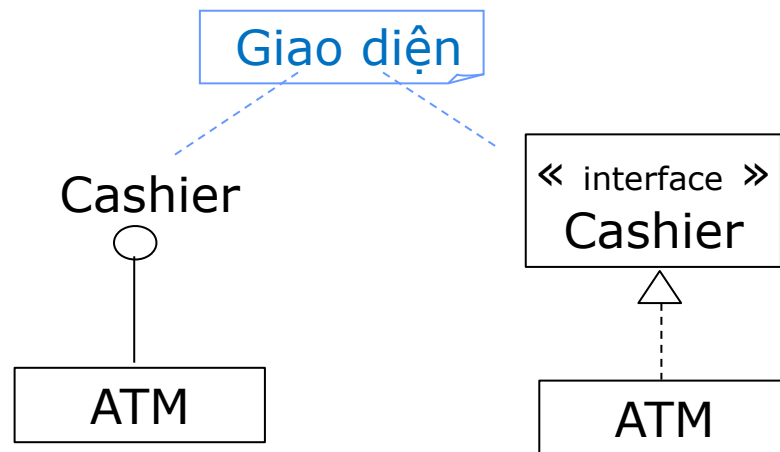 Giao diện
Cashier
ATM
« interface »
Cashier
ATM